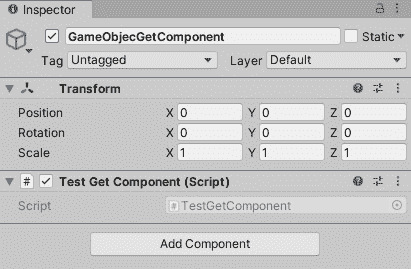 Inspector
GameObjecGetComponent Static
Tag Untagged Layer Default
Transform
Position X 0 Y 0 Z 0
Rotation X 0 Y 0 Z 0
Scale X 1 Y 1 Z 1
# Test Get Component (Script)
Script # TestGetComponent
Add Component